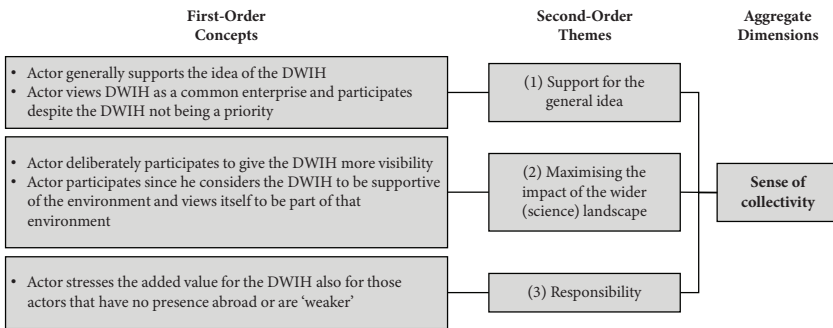 First-Order
Concepts
Second-Order
Themes
Aggregate
Dimensions
• Actor generally supports the idea of the DWIH
• Actor views DWIH as a common enterprise and participates
despite the DWIH not being a priority
(1) Support for the
general idea
• Actor deliberately participates to give the DWIH more visibility
• Actor participates since he considers the DWIH to be supportive
of the environment and views itself to be part of that
environment
(2) Maximising the
impact of the wider
(science) landscape
Sense of
collectivity
• Actor stresses the added value for the DWIH also for those
actors that have no presence abroad or are ‘weaker’
(3) Responsibility